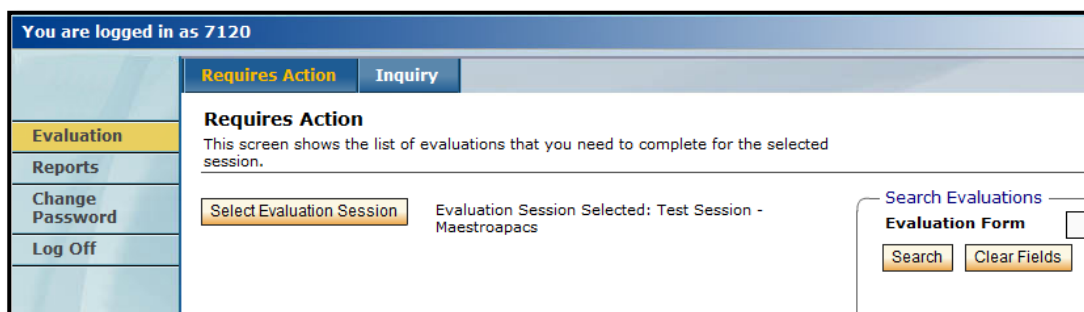 You are logged in as 7120
Requires Action
Inquiry
Evaluation
Reports
Change
Password
Log Off
Requires Action
This screen shows the list of evaluations that you need to complete for the selected
session.
Select Evaluation Session
Evaluation Session Selected: Test Session -
Maestroapacs
Search Evaluations
Evaluation Form
Search
Clear Fields